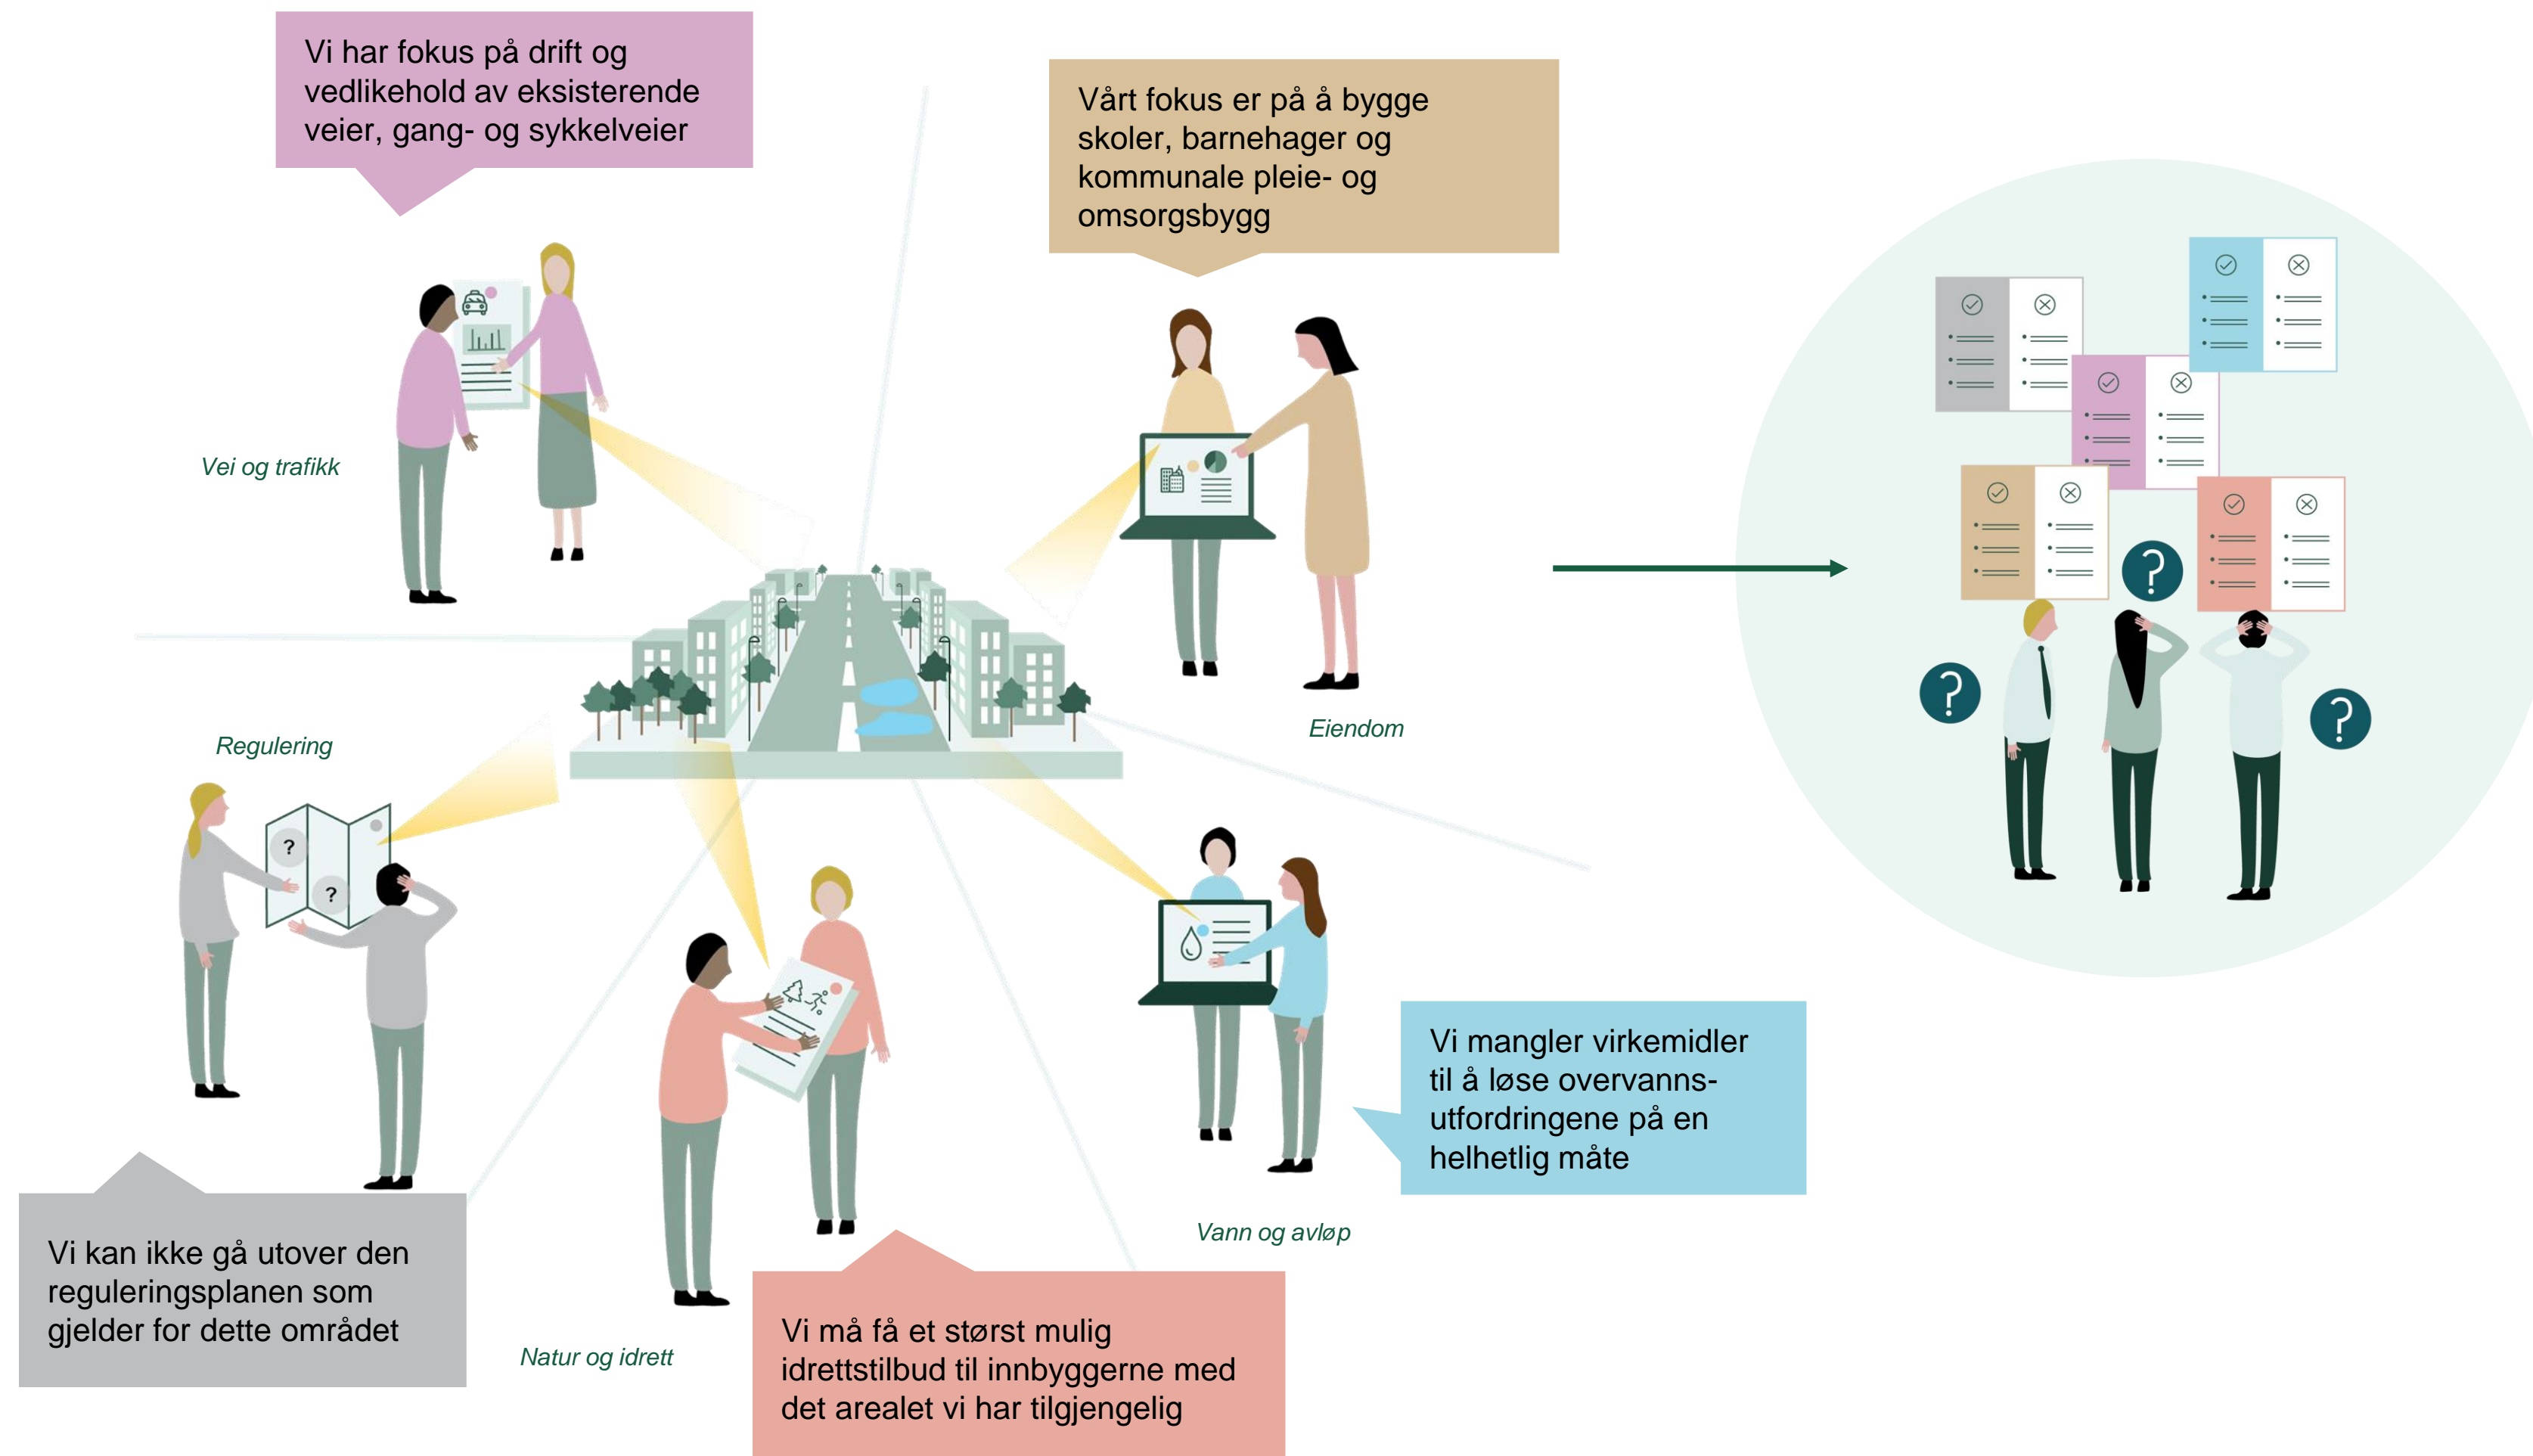 Vi har fokus på drift og
vedlikehold av eksisterende
veier, gang- og sykkelveier
Vårt fokus er på å bygge
skoler, barnehager og
kommunale pleie- og
omsorgsbygg
Vei og trafikk
Eiendom
Regulering
?
?
?
?
?
Vi mangler virkemidler
til å løse overvanns-
utfordringene på en
helhetlig måte
Vann og avløp
Vi kan ikke gå utover den
reguleringsplanen som
gjelder for dette området
Natur og idrett
Vi må få et størst mulig
idrettstilbud til innbyggerne med
det arealet vi har tilgjengelig